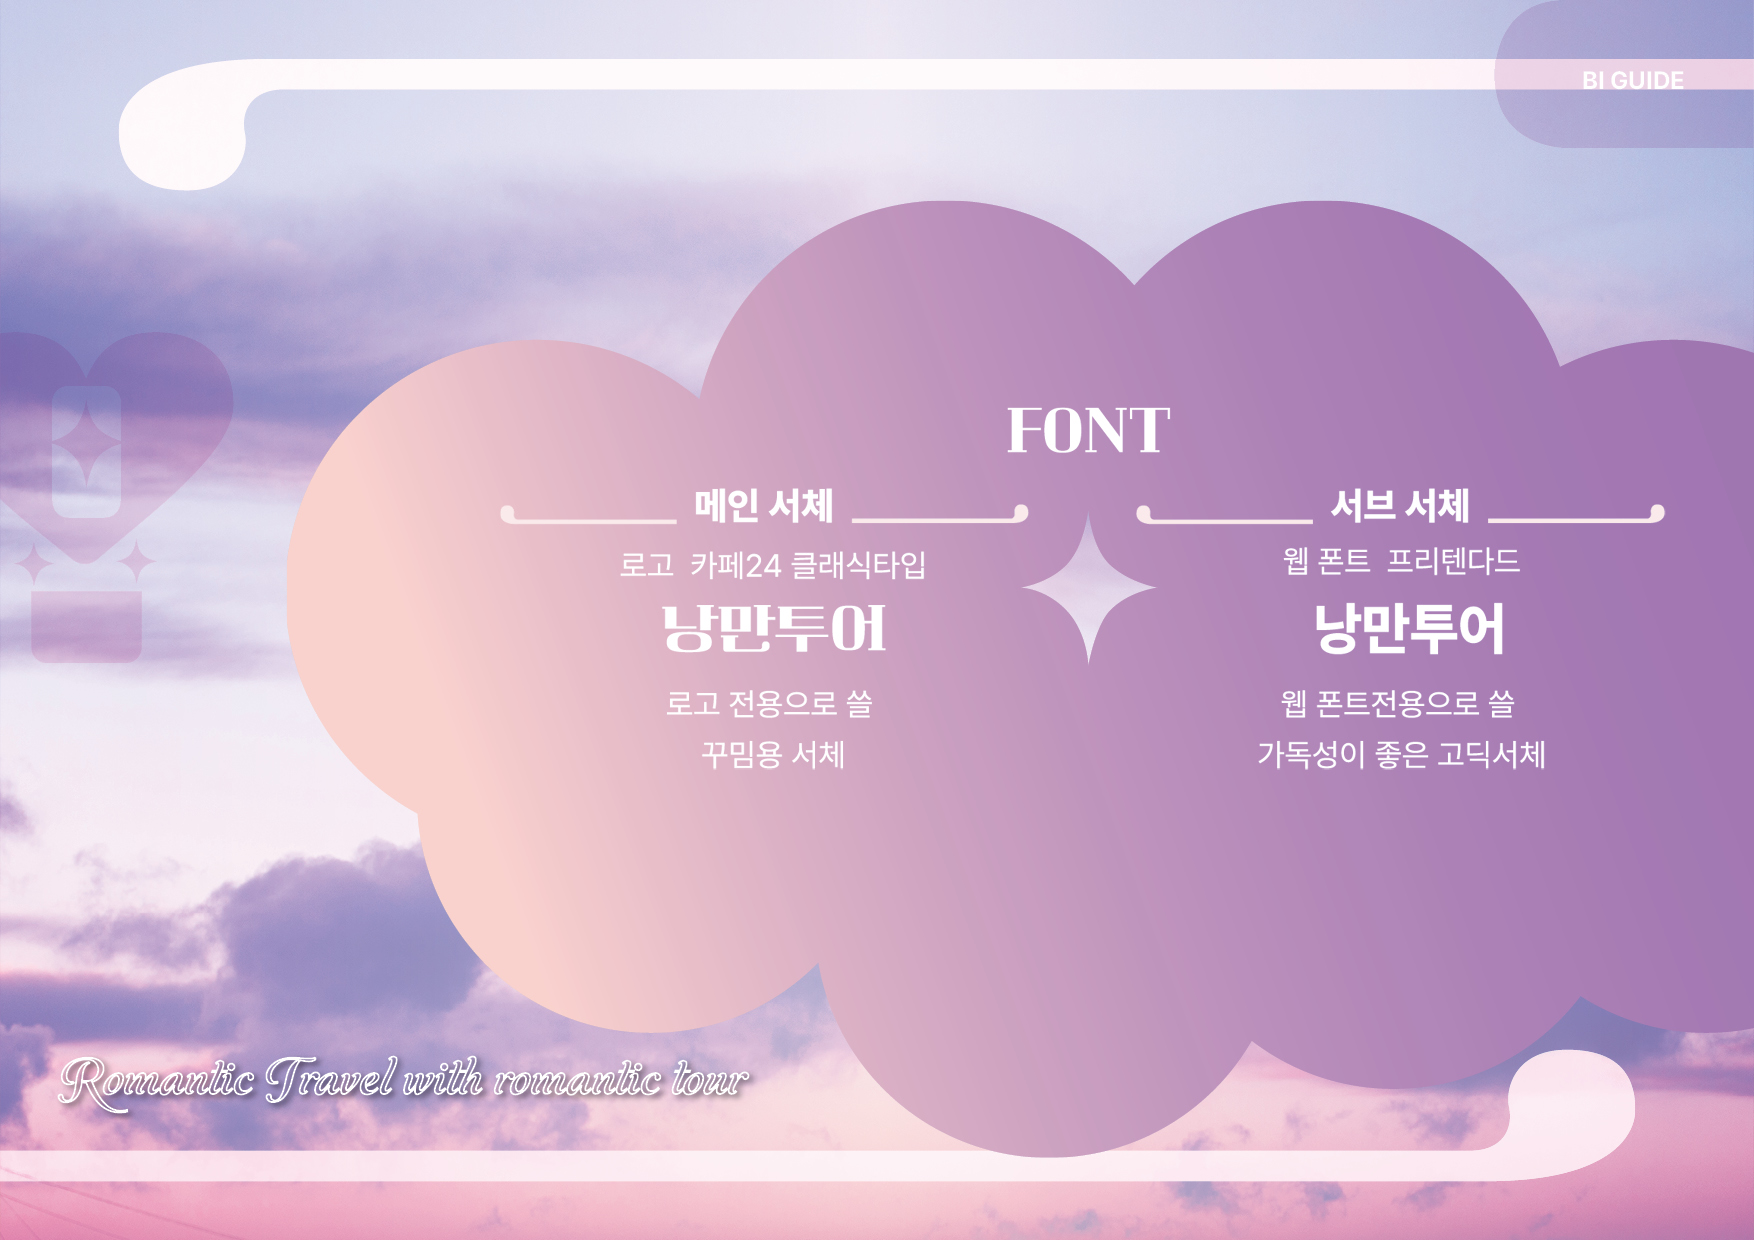 BI GUIDE
FONT
메인 서체
로고 카페24 클래식타입
낭만투어
로고 전용으로 쓸
꾸밈용 서체
서브 서체
웹 폰트 프리텐다드
낭만투어
웹 폰트전용으로 쓸
가독성이 좋은 고딕서체
Romantic Travel with romantic tour